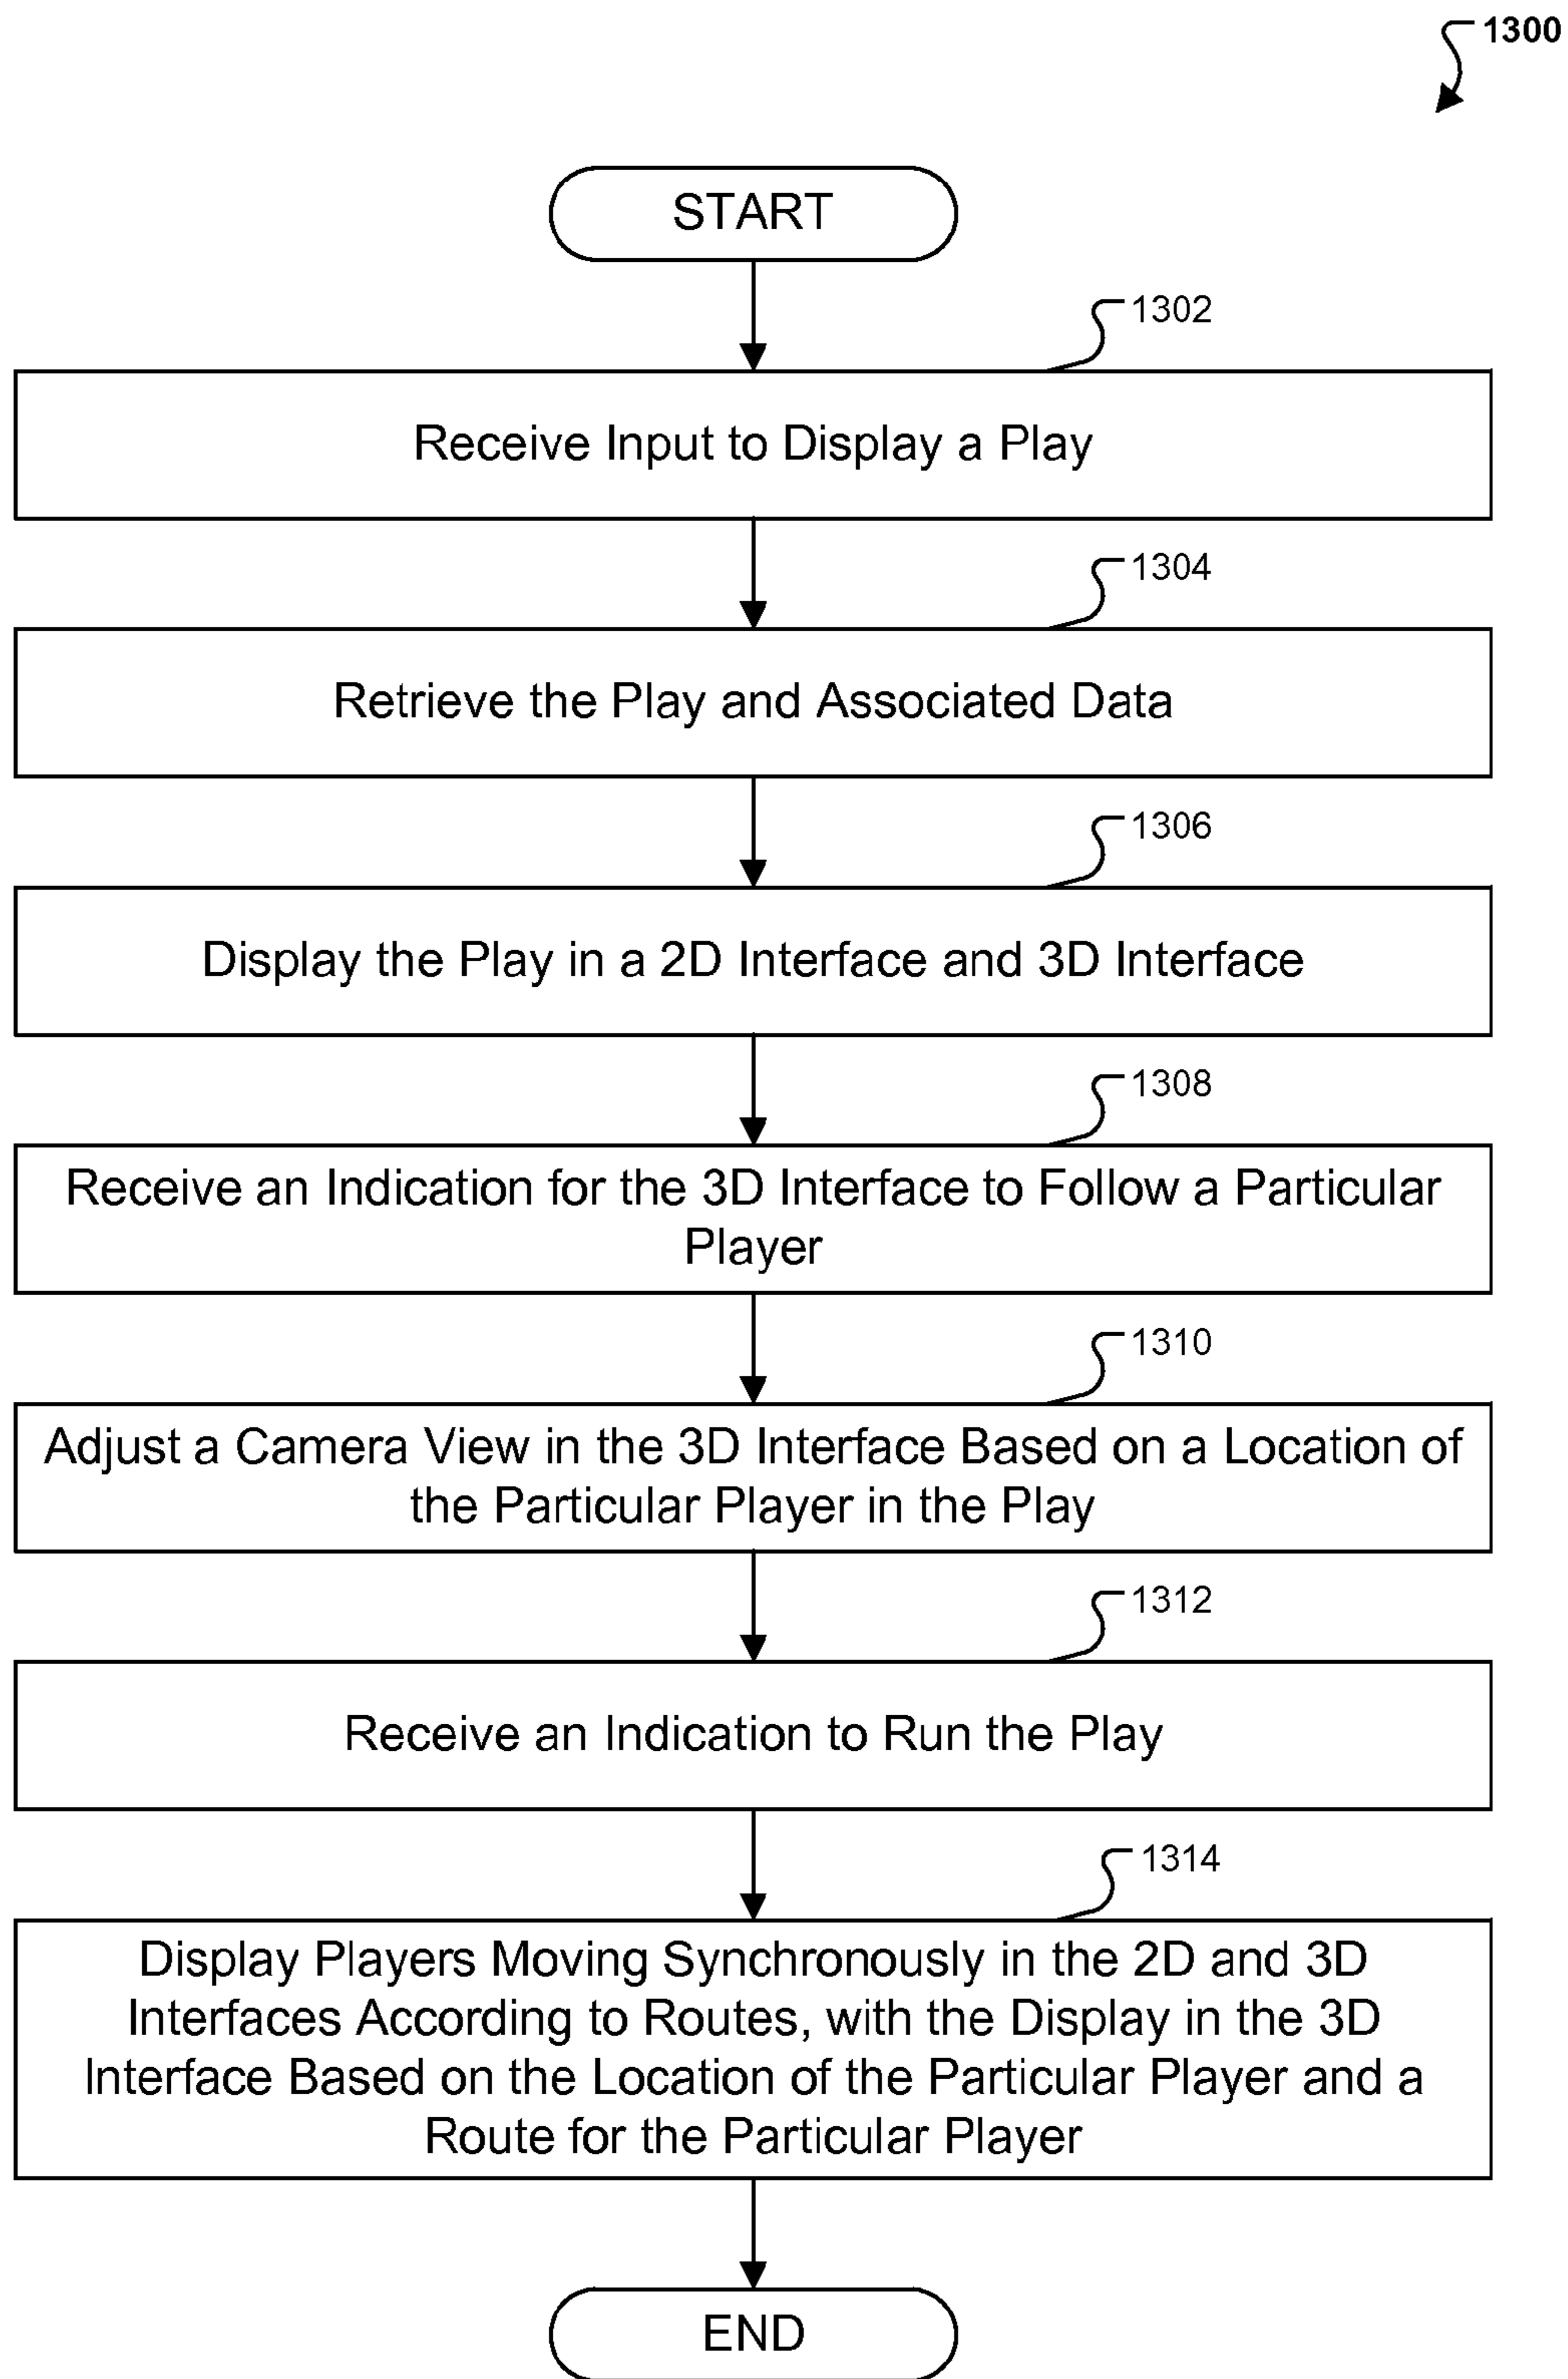 1300
START
1302
Receive Input to Display a Play
1304
Retrieve the Play and Associated Data
1306
Display the Play in a 2D Interface and 3D Interface
1308
Receive an Indication for the 3D Interface to Follow a Particular
Player
1310
Adjust a Camera View in the 3D Interface Based on a Location of
the Particular Player in the Play
1312
Receive an Indication to Run the Play
1314
Display Players Moving Synchronously in the 2D and 3D
Interfaces According to Routes, with the Display in the 3D
Interface Based on the Location of the Particular Player and a
Route for the Particular Player
END